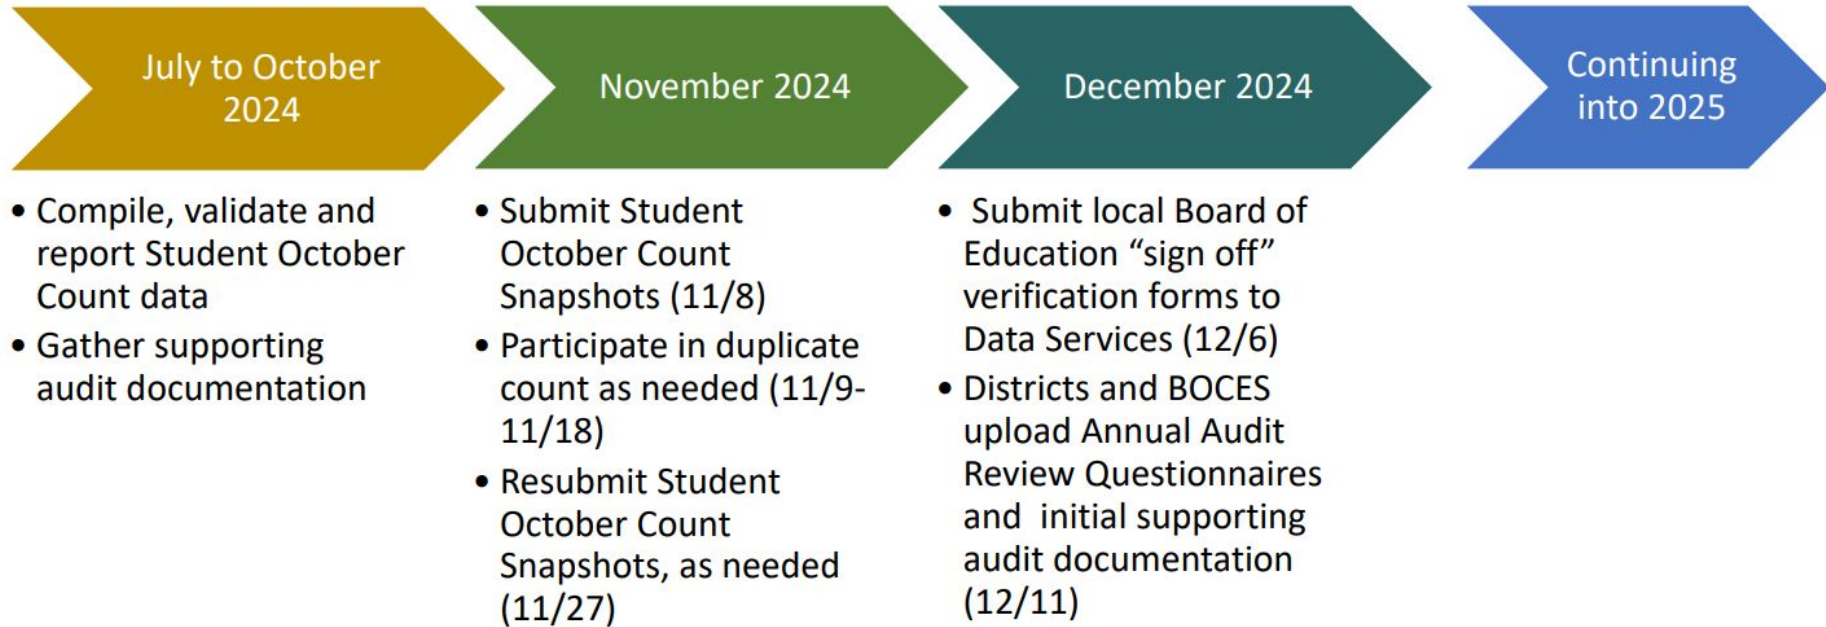 July to October
2024
• Compile, validate and
report Student October
Count data
• Gather supporting
audit documentation
November 2024
• Submit Student
October Count
Snapshots (11/8)
• Participate in duplicate
count as needed (11/9-
11/18)
• Resubmit Student
October Count
Snapshots, as needed
(11/27)
December 2024
• Submit local Board of
Education “sign off”
verification forms to
Data Services (12/6)
• Districts and BOCES
upload Annual Audit
Review Questionnaires
and initial supporting
audit documentation
(12/11)
Continuing
into 2025